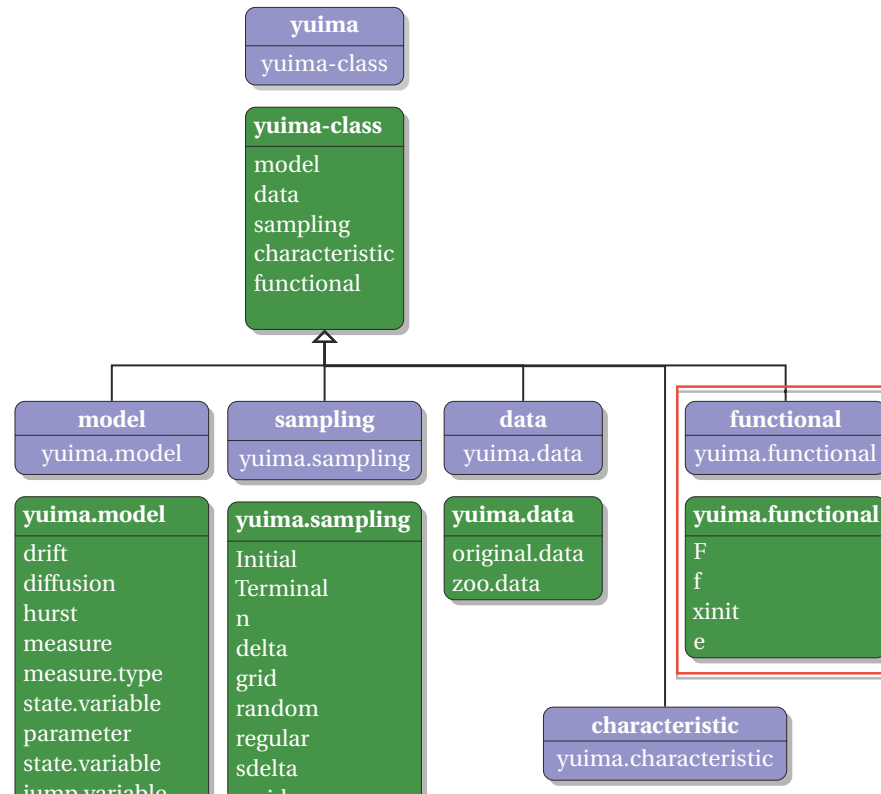 yuima
yuima-class
yuima-class
model
data
sampling
characteristic
functional
model
yuima.model
sampling
yuima.sampling
data
yuima.data
functional
yuima.functional
yuima.model
drift
diffusion
hurst
measure
measure.type
state.variable
parameter
state.variable
jump.variable
yuima.sampling
Initial
Terminal
n
delta
grid
random
regular
sdelta
yuima.data
original.data
zoo.data
yuima.functional
F
f
xinit
e
characteristic
yuima.characteristic